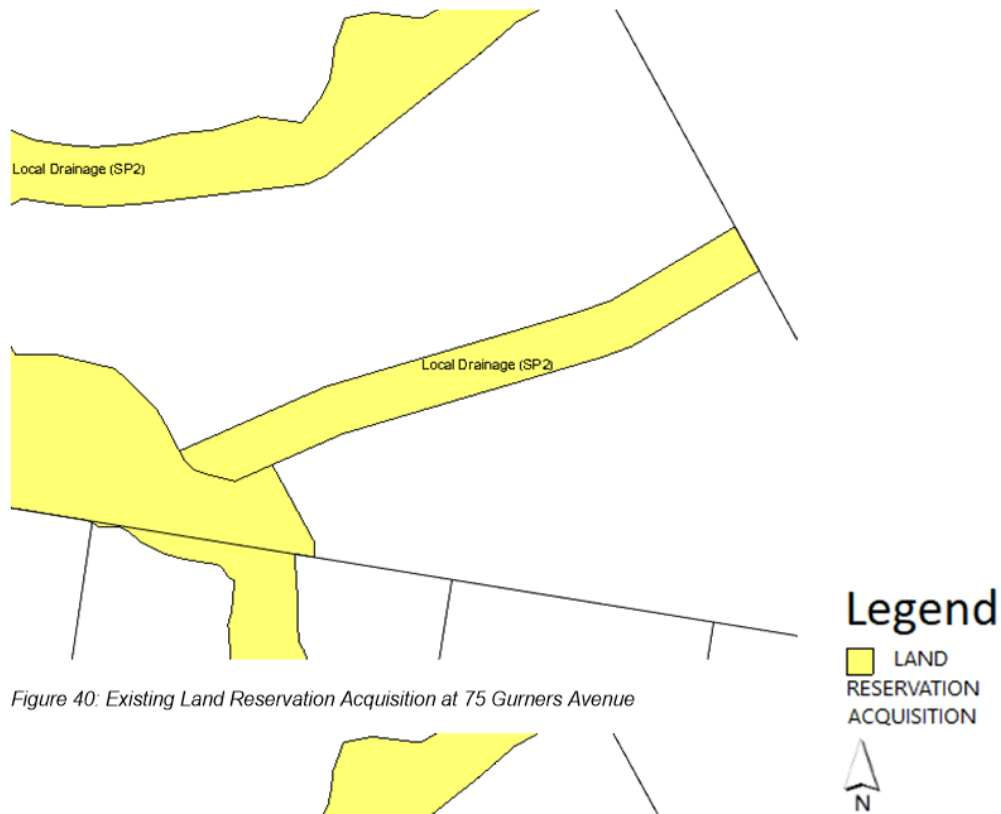 Local Drainage (SP2)
Local Drainage (SP2)
Figure 40: Existing Land Reservation Acquisition at 75 Gurners Avenue
Legend
LAND
RESERVATION
ACQUISITION
N